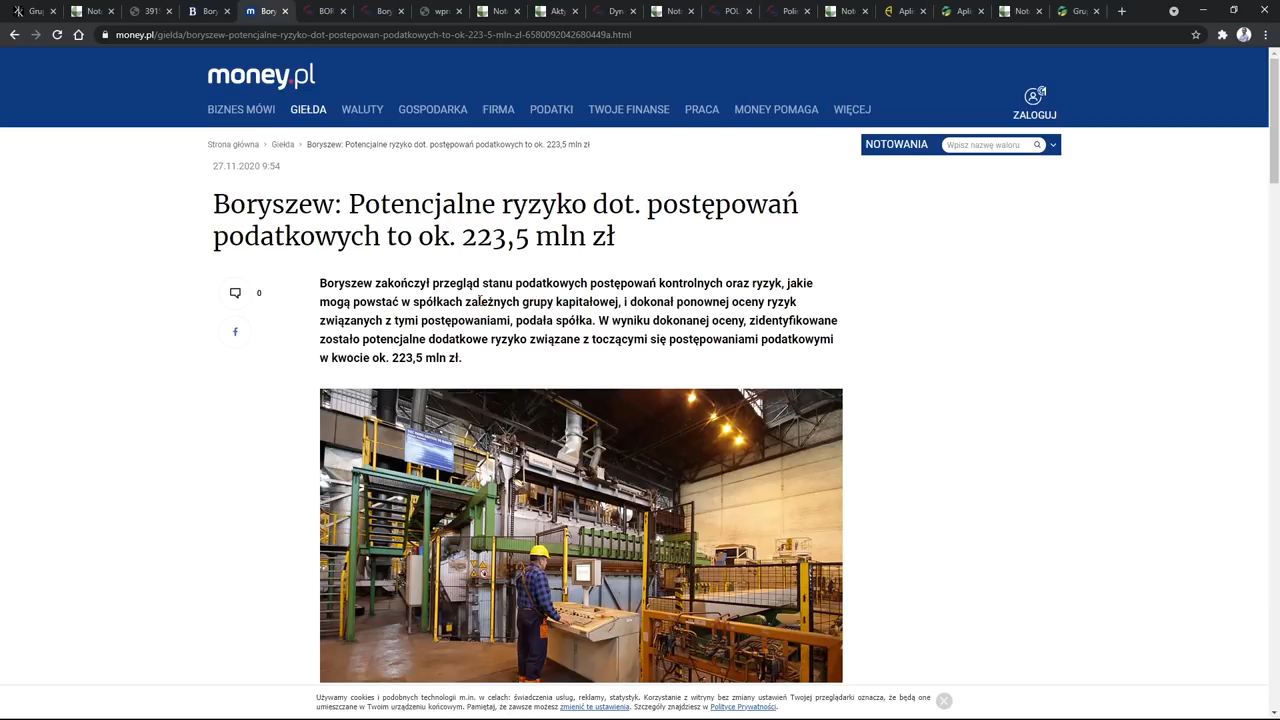 Gru
391
Gru
ESP
Gru
money.pl/gielda/boryszew-potencjalne-ryzyko-dot-postepowan-podatkowych-to-ok-223-5-mln-zl-6580092042680449a.html
money.pl
BIZNES MÓWI GIEŁDA WALUTY GOSPODARKA FIRMA PODATKI TWOJE FINANSE PRACA MONEY POMAGA WIĘCEJ
ZALOGUJ
Strona główna › Giełda › Boryszew: Potencjalne ryzyko dot. postępowań podatkowych to ok. 223,5 mln zł
NOTOWANIA Wpisz nazwę waloru
27.11.2020 9:54
Boryszew: Potencjalne ryzyko dot. postępowań
podatkowych to ok. 223,5 mln zł
0
Boryszew zakończył przegląd stanu podatkowych postępowań kontrolnych oraz ryzyk, jakie
mogą powstać w spółkach zależnych grupy kapitałowej, i dokonał ponownej oceny ryzyk
związanych z tymi postępowaniami, podała spółka. W wyniku dokonanej oceny, zidentyfikowane
zostało potencjalne dodatkowe ryzyko związane z toczącymi się postępowaniami podatkowymi
w kwocie ok. 223,5 mln zł.
Używamy cookies i podobnych technologii m.in. w celach: świadczenia usług, reklamy, statystyk. Korzystanie z witryny bez zmiany ustawień Twojej przeglądarki oznacza, że będą one
umieszczane w Twoim urządzeniu końcowym. Pamiętaj, że zawsze możesz zmienić te ustawienia. Szczegóły znajdziesz w Polityce Prywatności.